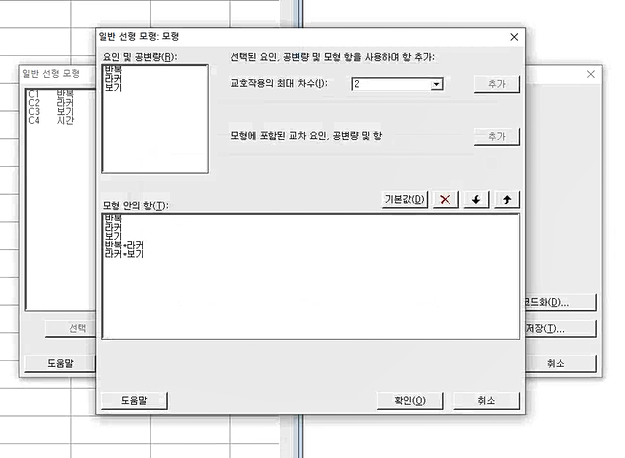 일반 선형 모형: 모형
요인 및 공변량(R):
반복
라커
보기
선택된 요인, 공변량 및 모형 항을 사용하여 항 추가:
교호작용의 최대 차수(I):
2
추가
모형에 포함된 교차 요인, 공변량 및 항
추가
모형 안의 항(T):
기본값(D)
반복
라커
보기
반복*라커
라커*보기
도움말
확인(O)
취소
일반 선형 모형
C1 반복
C2 라커
C3 보기
C4 시간
선택
도움말
코드화(D)...
저장(T)...
취소